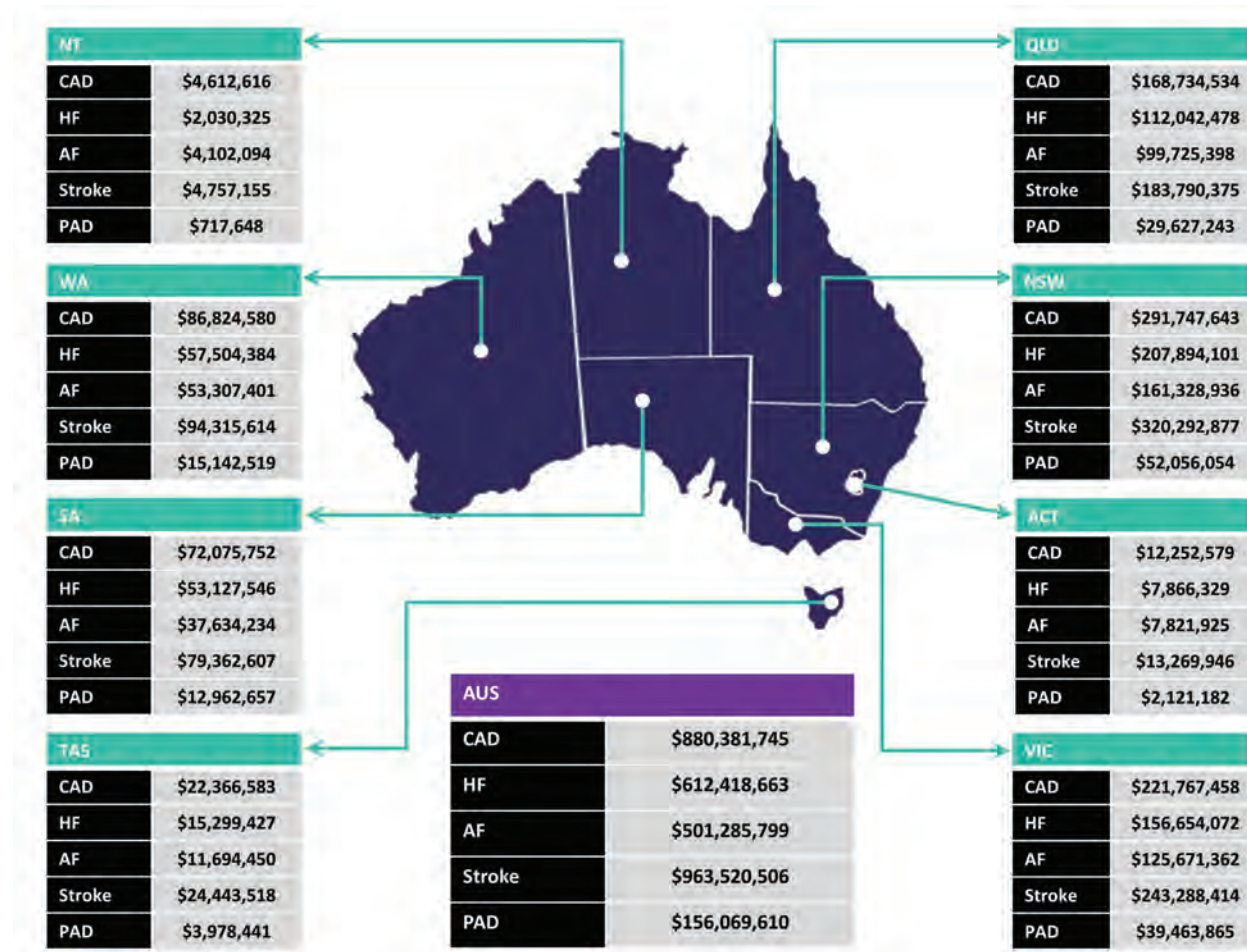 NT
CAD $4,612,616
HF $2,030,325
AF $4,102,094
Stroke $4,757,155
PAD $717,648
WA
CAD $86,824,580
HF $57,504,384
AF $53,307,401
Stroke $94,315,614
PAD $15,142,519
SA
CAD $72,075,752
HF $53,127,546
AF $37,634,234
Stroke $79,362,607
PAD $12,962,657
TAS
CAD $22,366,583
HF $15,299,427
AF $11,694,450
Stroke $24,443,518
PAD $3,978,441
AUS
CAD $880,381,745
HF $612,418,663
AF $501,285,799
Stroke $963,520,506
PAD $156,069,610
QLD
CAD $168,734,534
HF $112,042,478
AF $99,725,398
Stroke $183,790,375
PAD $29,627,243
NSW
CAD $291,747,643
HF $207,894,101
AF $161,328,936
Stroke $320,292,877
PAD $52,056,054
ACT
CAD $12,252,579
HF $7,866,329
AF $7,821,925
Stroke $13,269,946
PAD $2,121,182
VIC
CAD $221,767,458
HF $156,654,072
AF $125,671,362
Stroke $243,288,414
PAD $39,463,865